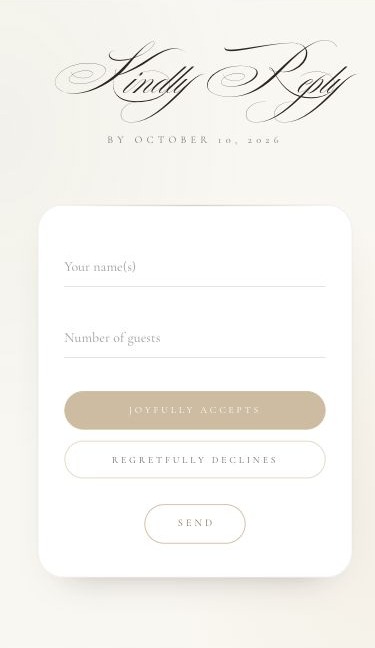 Kindly Reply
BY OCTOBER 10, 2026
Your name(s)
Number of guests
JOYFULLY ACCEPTS
REGRETFULLY DECLINES
SEND